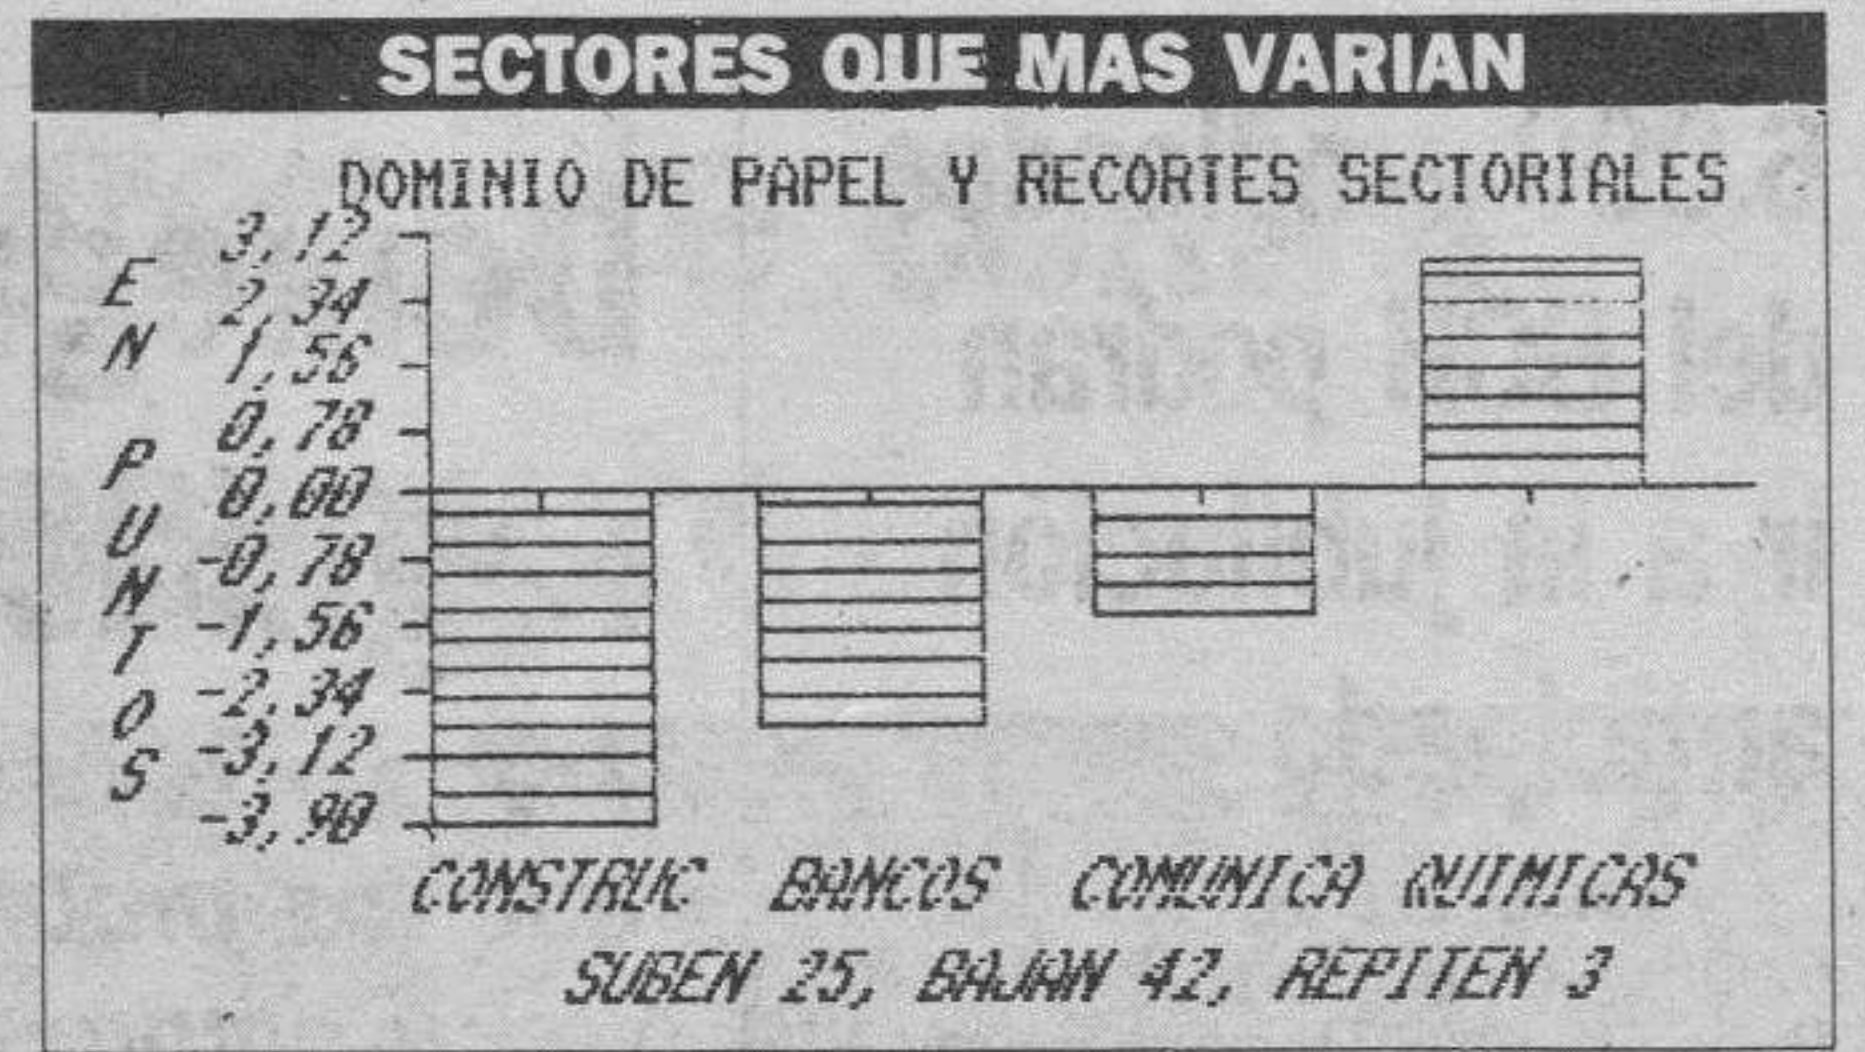 SECTORES QUE MAS VARIAN
DOMINIO DE PAPEL Y RECORTES SECTORIALES
EN PUNTOS
3,12
2,34
1,56
0,78
0,00
-0,78
-1,56
-2,34
-3,12
-3,90
CONSTRUC BANCOS COMUNICA QUIMICAS
SUBEN 25, BAJAN 42, REPITEN 3